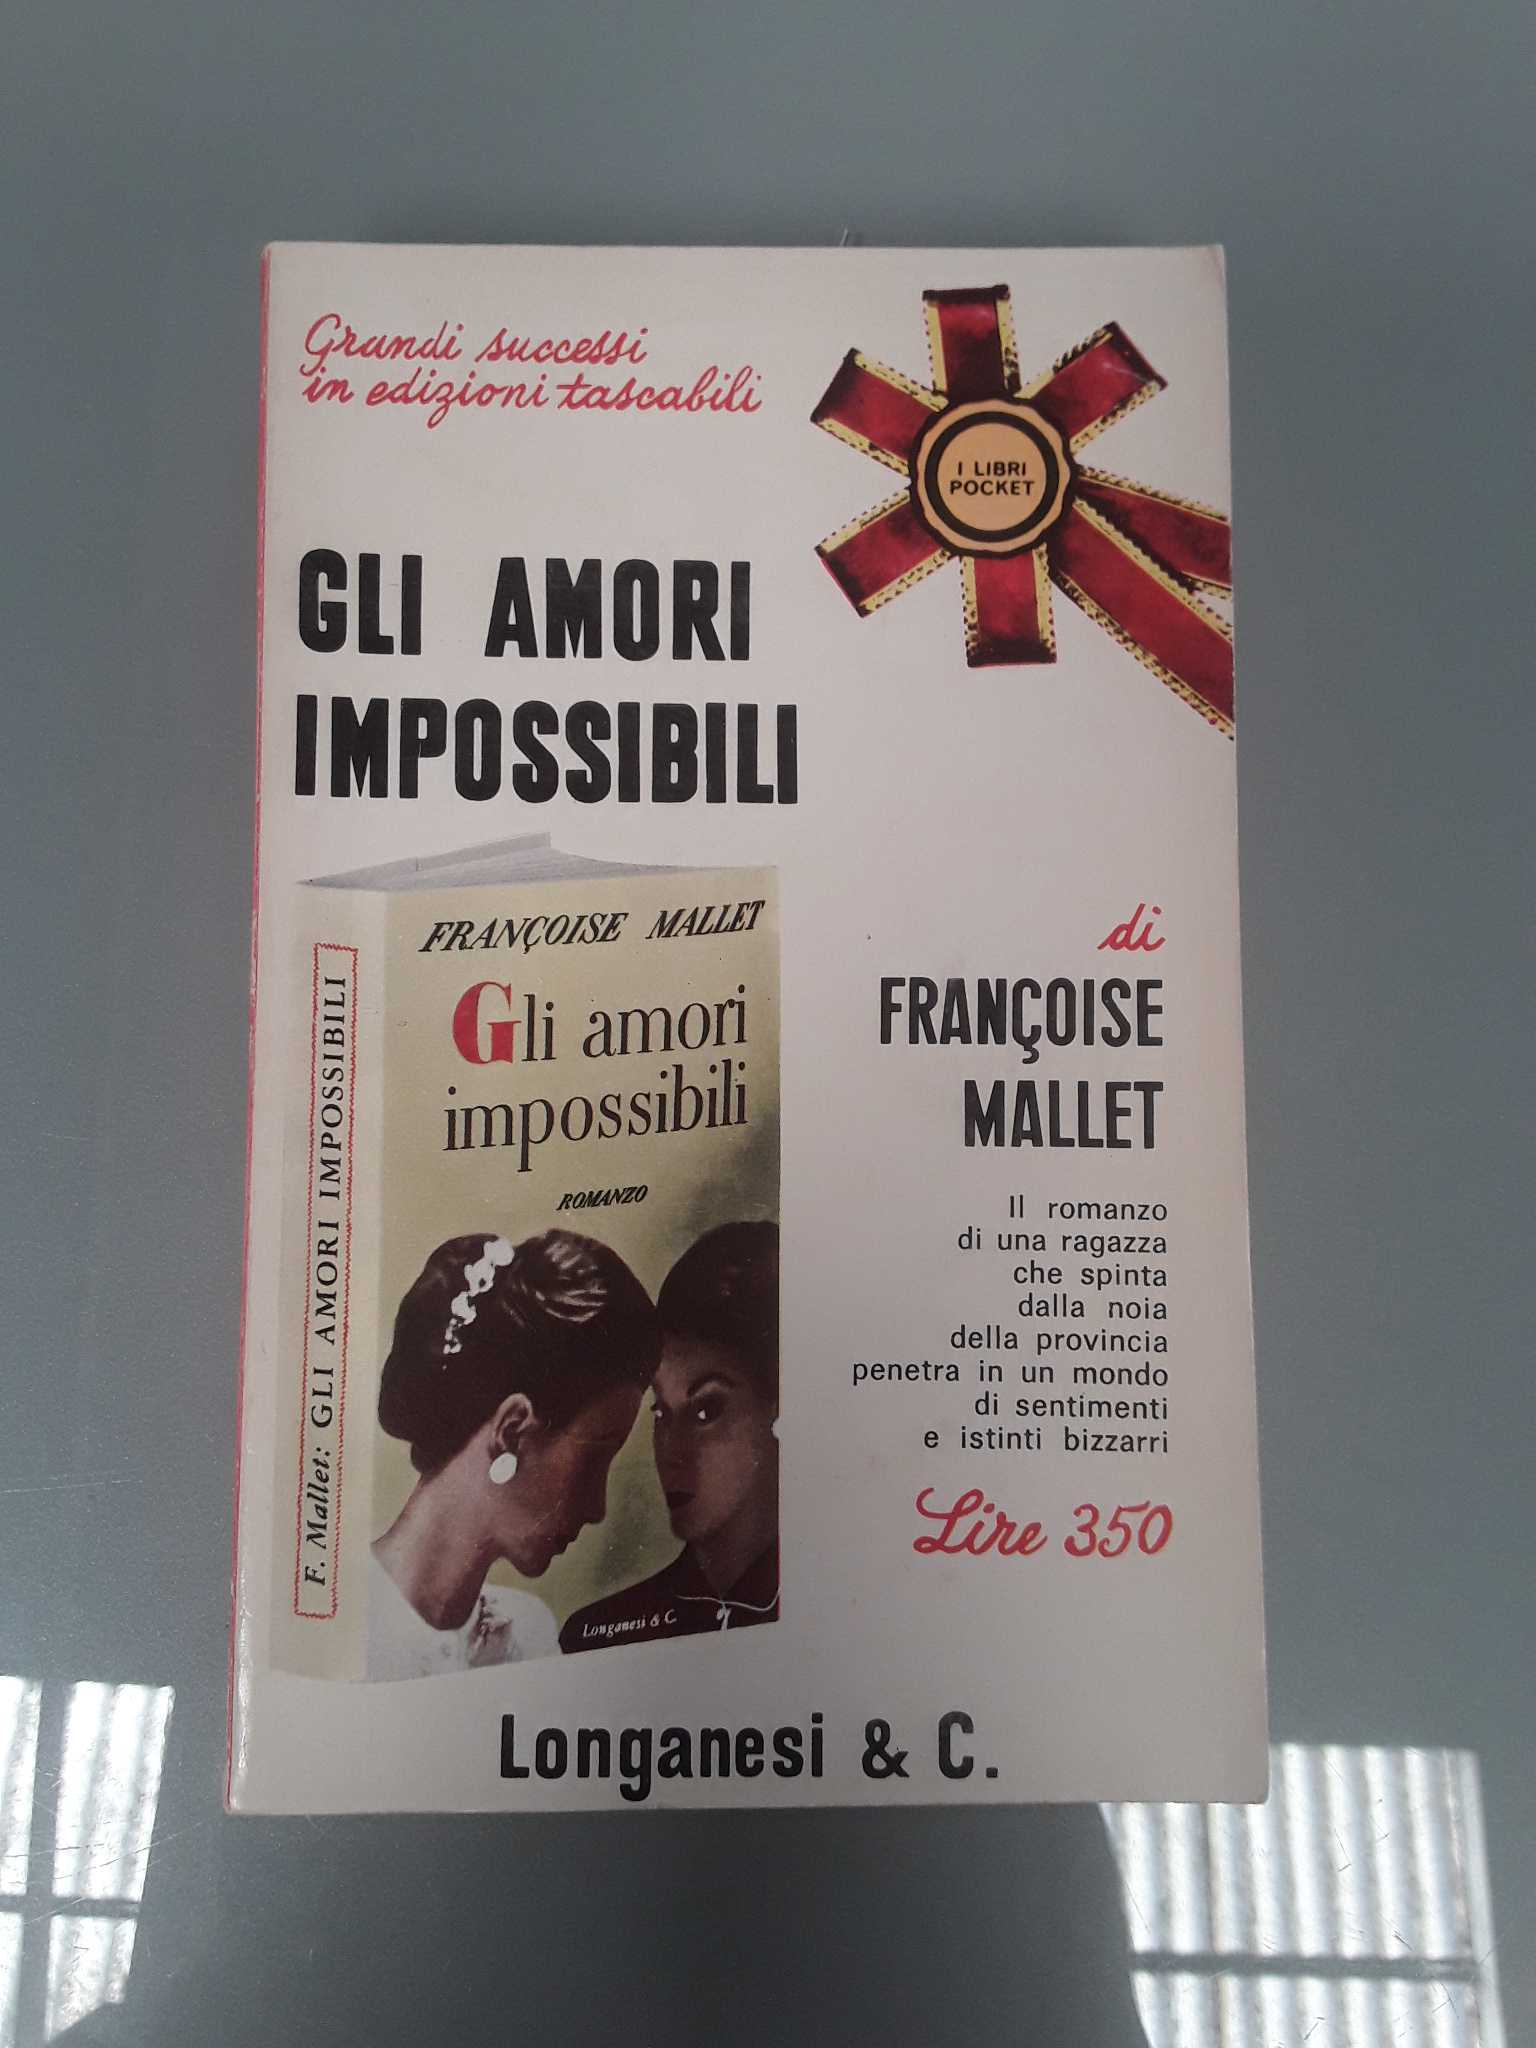 Grandi successi
in edizioni tascabili
I LIBRI
POCKET
GLI AMORI
IMPOSSIBILI
FRANÇOISE MALLET
Gli amori
impossibili
ROMANZO
Longanesi & C.
F. Mallet: GLI AMORI IMPOSSIBILI
di
FRANÇOISE
MALLET
Il romanzo
di una ragazza
che spinta
dalla noia
della provincia
penetra in un mondo
di sentimenti
e istinti bizzarri
Lire 350
Longanesi & C.